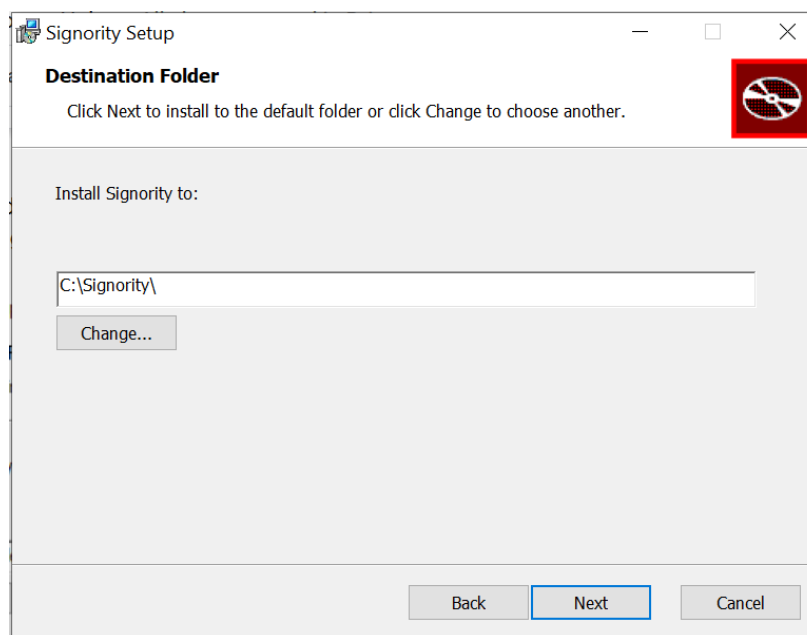 Signority Setup
Destination Folder
Click Next to install to the default folder or click Change to choose another.
Install Signority to:
C:\Signority\
Change...
Back Next Cancel